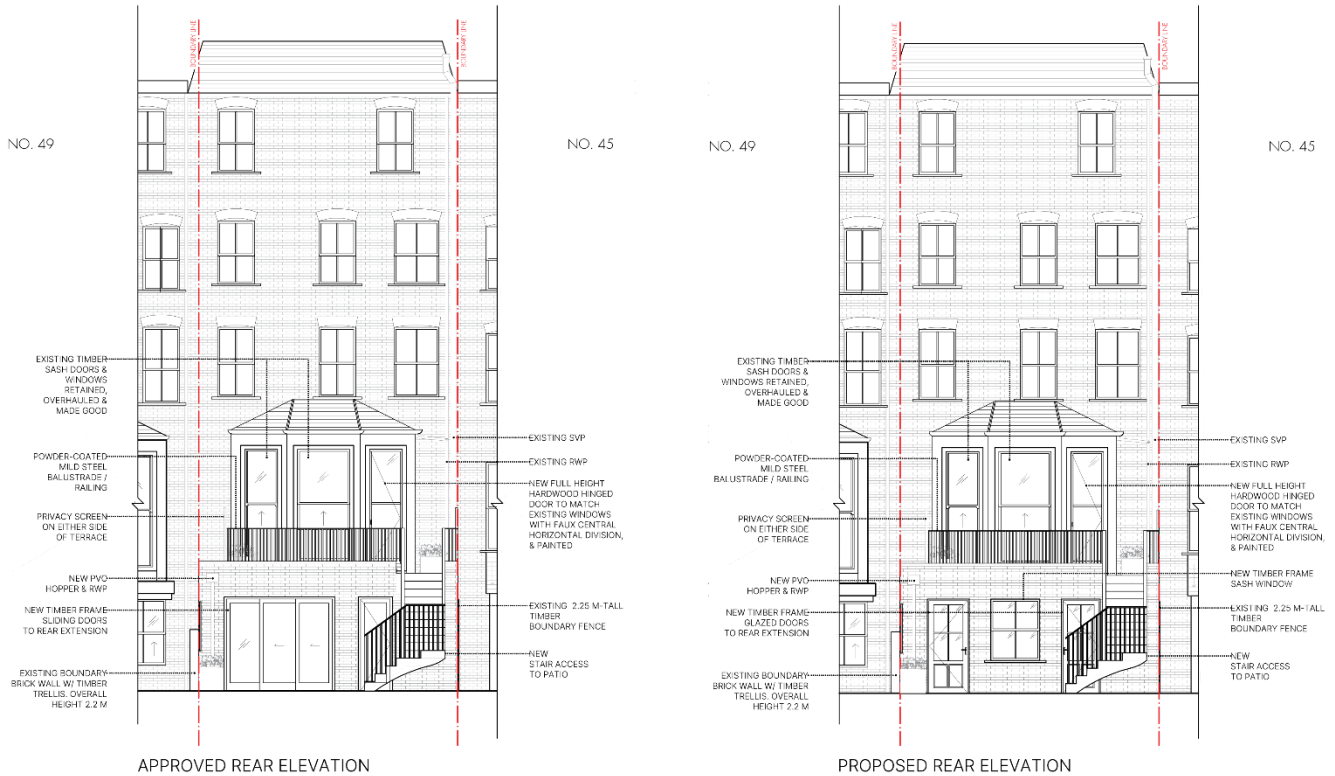 BOUNDARY LINE
BOUNDARY LINE
NO. 49
NO. 45
EXISTING TIMBER
SASH DOORS &
WINDOWS
RETAINED,
OVERHAULED &
MADE GOOD
POWDER-COATED
MILD STEEL
BALUSTRADE /
RAILING
PRIVACY SCREEN
ON EITHER SIDE
OF TERRACE
NEW PVC
HOPPER & RWP
NEW TIMBER FRAME
SLIDING DOORS
TO REAR EXTENSION
EXISTING BOUNDARY
BRICK WALL W/ TIMBER
TRELLIS. OVERALL
HEIGHT 2.2 M
EXISTING SVP
EXISTING RWP
NEW FULL HEIGHT
HARDWOOD HINGED
DOOR TO MATCH
EXISTING WINDOWS
WITH FAUX CENTRAL
HORIZONTAL DIVISION,
& PAINTED
EXISTING 2.25 M-TALL
TIMBER
BOUNDARY FENCE
NEW
STAIR ACCESS
TO PATIO
APPROVED REAR ELEVATION
BOUNDARY LINE
BOUNDARY LINE
NO. 49
NO. 45
EXISTING TIMBER
SASH DOORS &
WINDOWS RETAINED,
OVERHAULED &
MADE GOOD
POWDER-COATED
MILD STEEL
BALUSTRADE / RAILING
PRIVACY SCREEN
ON EITHER SIDE
OF TERRACE
NEW PVC
HOPPER & RWP
NEW TIMBER FRAME
GLAZED DOORS
TO REAR EXTENSION
EXISTING BOUNDARY
BRICK WALL W/ TIMBER
TRELLIS. OVERALL
HEIGHT 2.2 M
EXISTING SVP
EXISTING RWP
NEW FULL HEIGHT
HARDWOOD HINGED
DOOR TO MATCH
EXISTING WINDOWS
WITH FAUX CENTRAL
HORIZONTAL DIVISION,
& PAINTED
NEW TIMBER FRAME
SASH WINDOW
EXISTING 2.25 M-TALL
TIMBER
BOUNDARY FENCE
NEW
STAIR ACCESS
TO PATIO
PROPOSED REAR ELEVATION